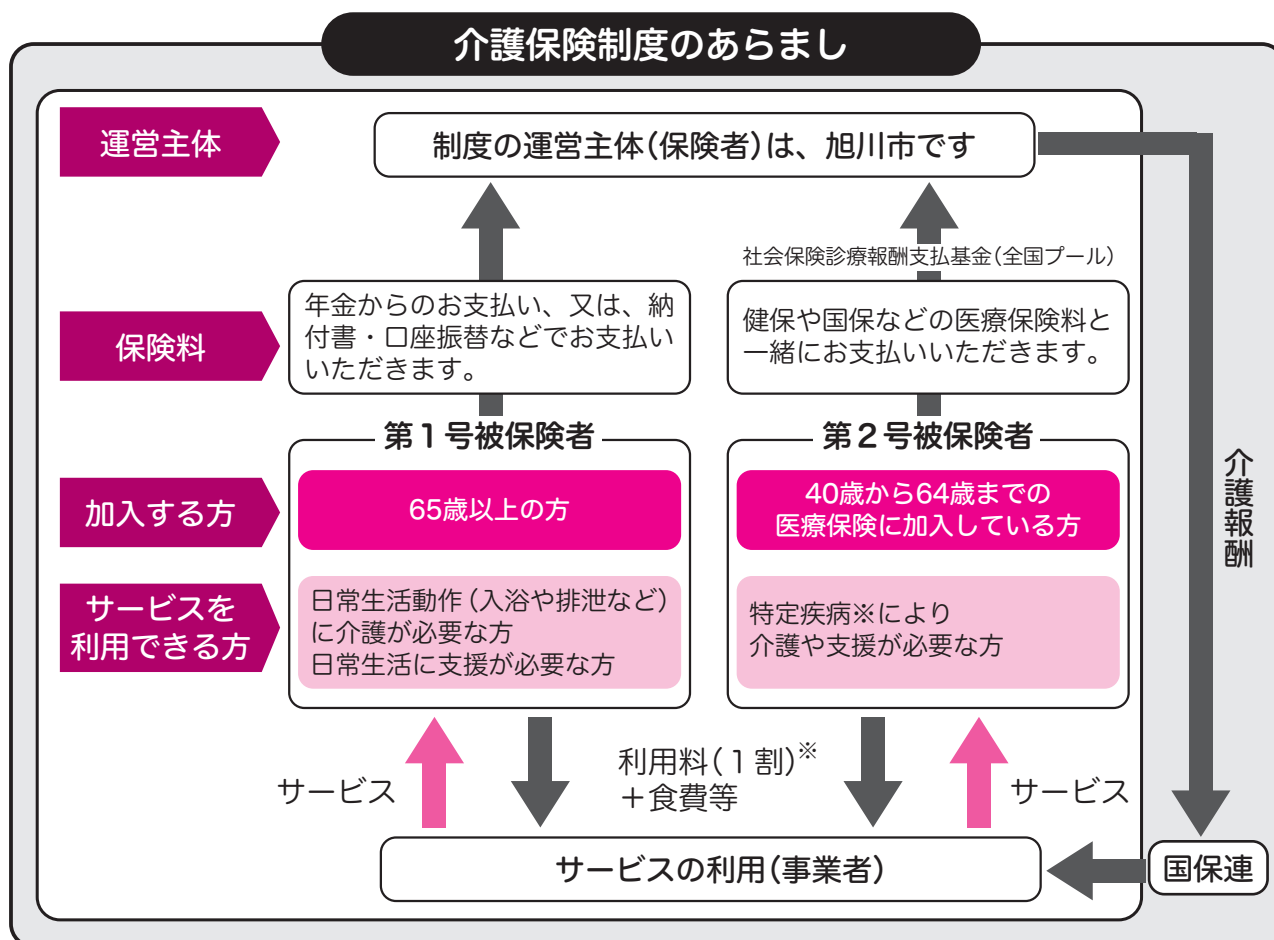 介護保険制度のあらまし
運営主体
制度の運営主体(保険者)は、旭川市です
社会保険診療報酬支払基金(全国プール)
保険料
年金からのお支払い、又は、納
付書・口座振替などでお支払い
いただきます。
健保や国保などの医療保険料と
一緒にお支払いいただきます。
第1号被保険者
第2号被保険者
加入する方
65歳以上の方
40歳から64歳までの
医療保険に加入している方
サービスを
利用できる方
日常生活動作(入浴や排泄など)
に介護が必要な方
日常生活に支援が必要な方
特定疾病※により
介護や支援が必要な方
介護報酬
サービス
利用料(1割)※
+食費等
サービス
サービスの利用(事業者)
国保連